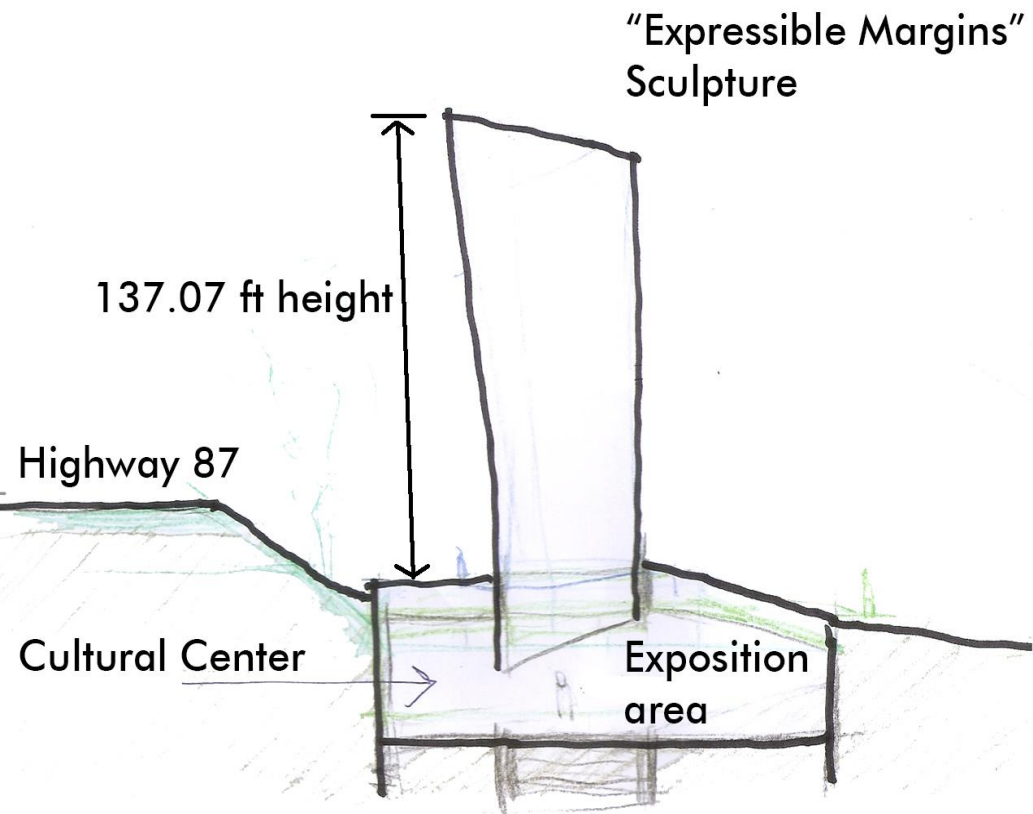 “Expressible Margins”
Sculpture
137.07 ft height
Highway 87
Cultural Center
Exposition
area